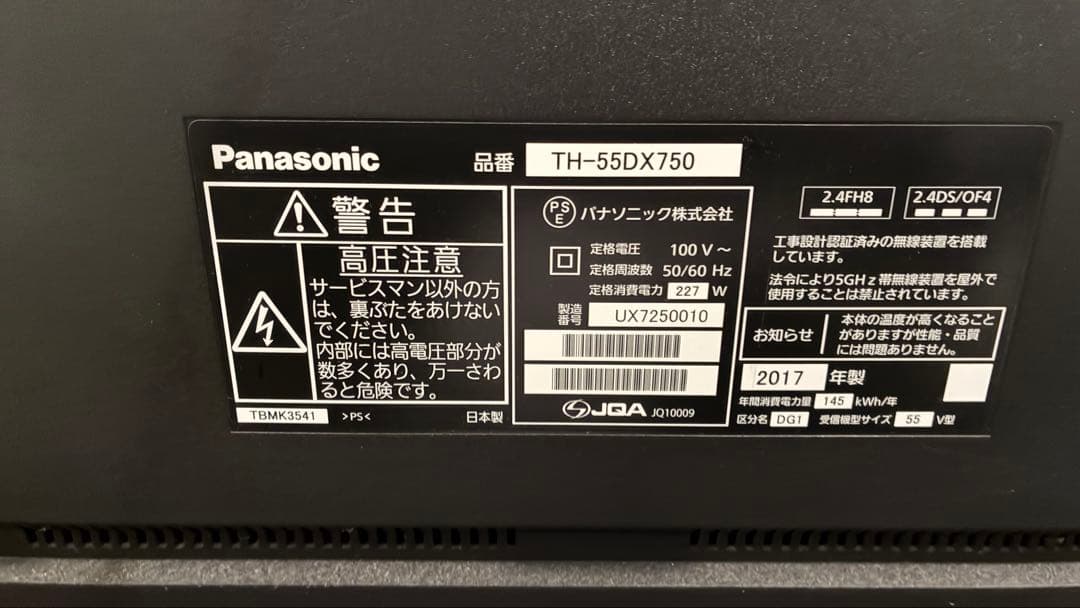 Panasonic
品番 TH-55DX750
警告
高圧注意
サービスマン以外の方
は、裏ぶたをあけない
でください。
内部には高電圧部分が
数多くあり、万一さわ
ると危険です。
TBMK3541 >PS< 日本製
PSE パナソニック株式会社
定格電圧 100 V ～
定格周波数 50/60 Hz
定格消費電力 227 W
製造
番号 UX7250010
JQA JQ10009
2.4FH8 2.4DS/OF4
工事設計認証済みの無線装置を搭載
しています。
法令により5GHz帯無線装置を屋外で
使用することは禁止されています。
お知らせ
本体の温度が高くなること
がありますが性能・品質
には問題ありません。
2017 年製
年間消費電力量 145 kWh/年
区分名 DG1 受信機型サイズ 55 V型